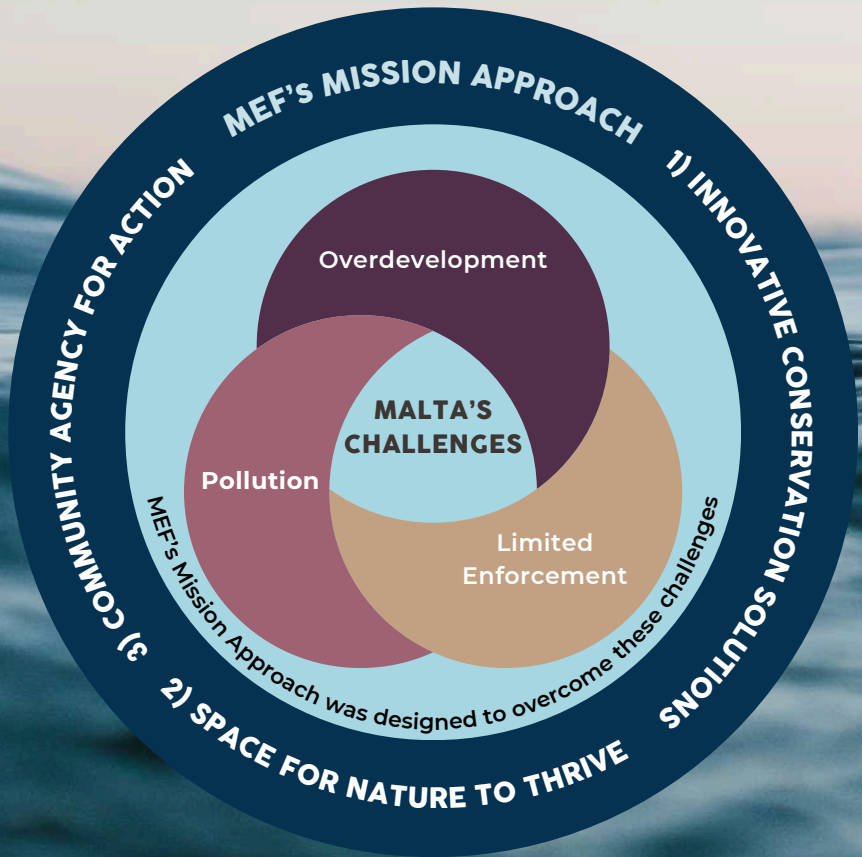 MEF's MISSION APPROACH
1) INNOVATIVE CONSERVATION SOLUTIONS
2) SPACE FOR NATURE TO THRIVE
3) COMMUNITY AGENCY FOR ACTION
Overdevelopment
MALTA'S
CHALLENGES
Pollution
Limited
Enforcement
MEF's Mission Approach was designed to overcome these challenges